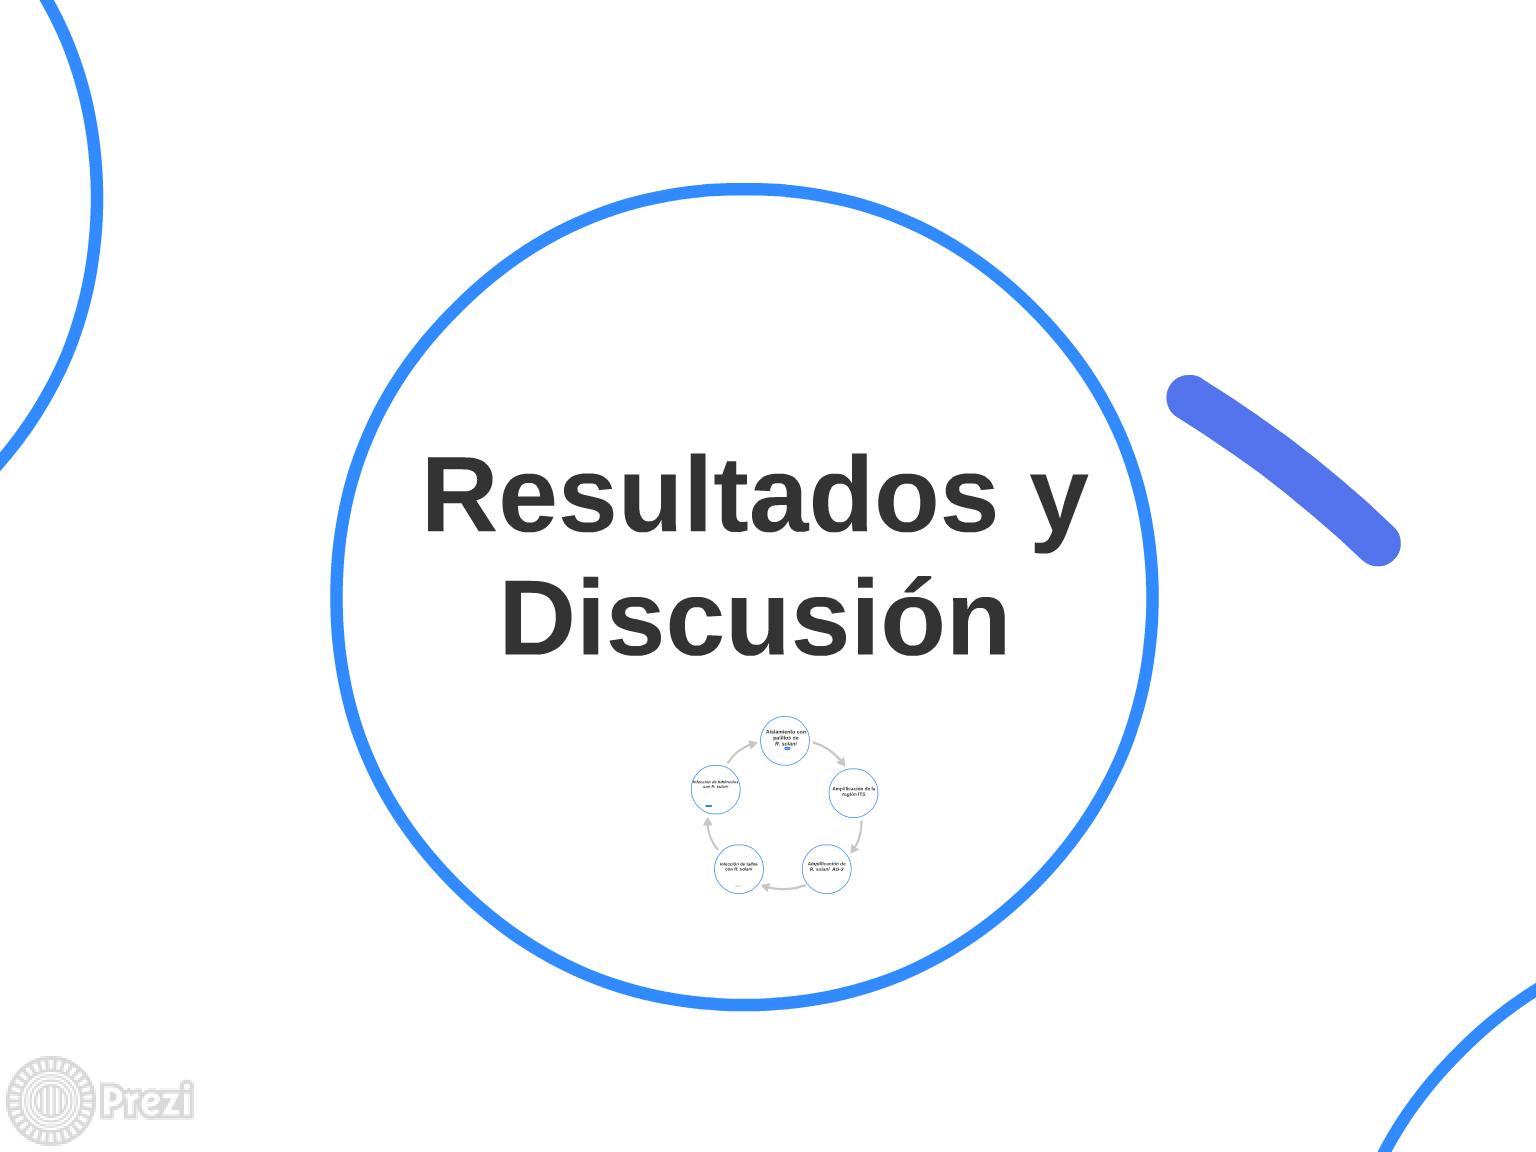 Resultados y
Discusión
Aislamiento con
palillos de
R. solani
Amplificación de la
región ITS
Amplificación de
R. solani AG-3
Infección de tallos
con R. solani
Infección de tubérculos
con R. solani
Prezi